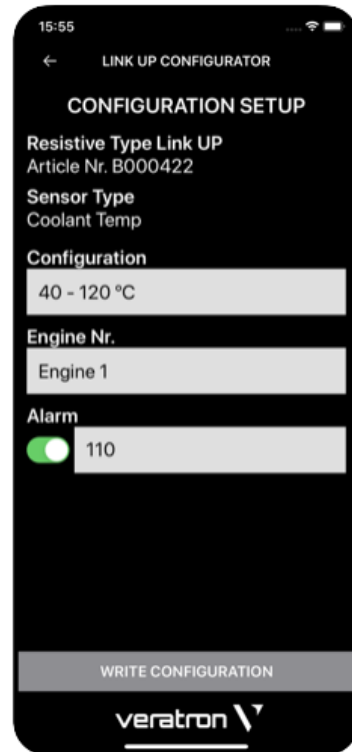 15:55
LINK UP CONFIGURATOR
CONFIGURATION SETUP
Resistive Type Link UP
Article Nr. B000422
Sensor Type
Coolant Temp
Configuration
40 - 120 °C
Engine Nr.
Engine 1
Alarm
110
WRITE CONFIGURATION
veratron